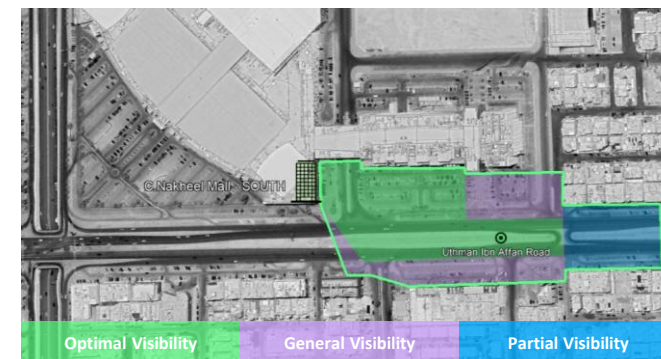 C.Nakheel Mall - SOUTH
Uthman Ibn Affan Road
Optimal Visibility
General Visibility
Partial Visibility